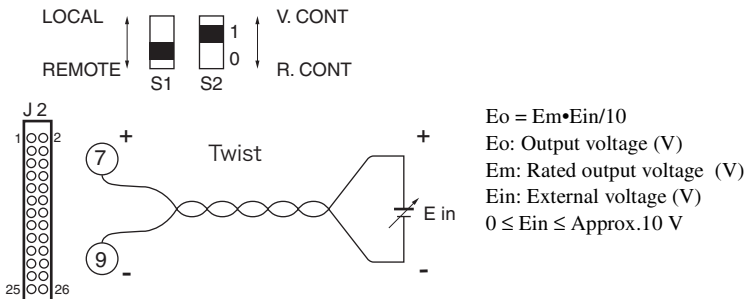 LOCAL
V. CONT
1
0
REMOTE
R. CONT
S1
S2
J 2
1
2
25
26
+
7
9
-
Twist
+
-
E in
Eo = Em•Ein/10
Eo: Output voltage (V)
Em: Rated output voltage (V)
Ein: External voltage (V)
0 ≤ Ein ≤ Approx.10 V